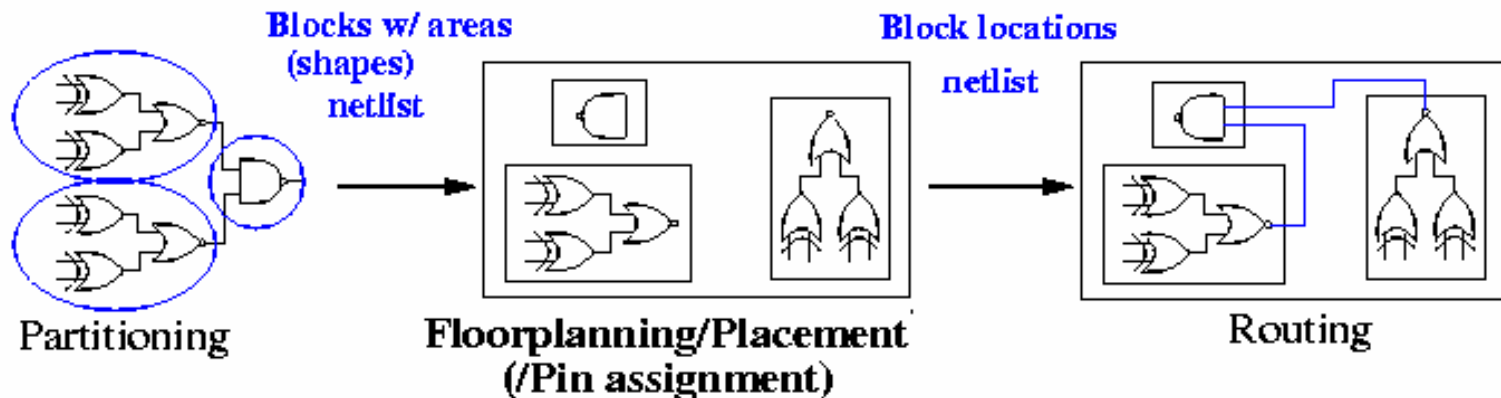 Blocks w/ areas
(shapes)
netlist
Block locations
netlist
Partitioning
Floorplanning/Placement
(/Pin assignment)
Routing